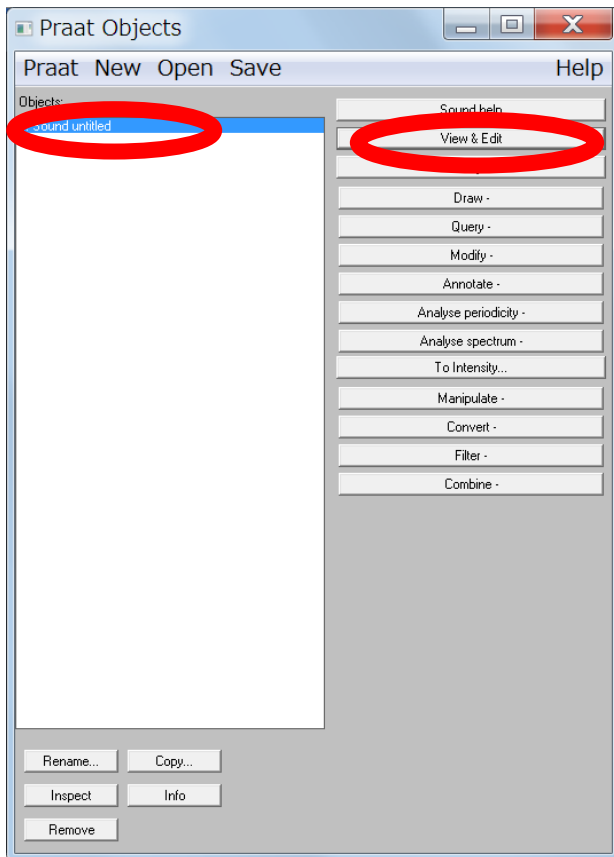 Praat Objects
Praat New Open Save Help
Objects:
Sound untitled
Sound help
View & Edit
Draw -
Query -
Modify -
Annotate -
Analyse periodicity -
Analyse spectrum -
To Intensity...
Manipulate -
Convert -
Filter -
Combine -
Rename... Copy...
Inspect Info
Remove